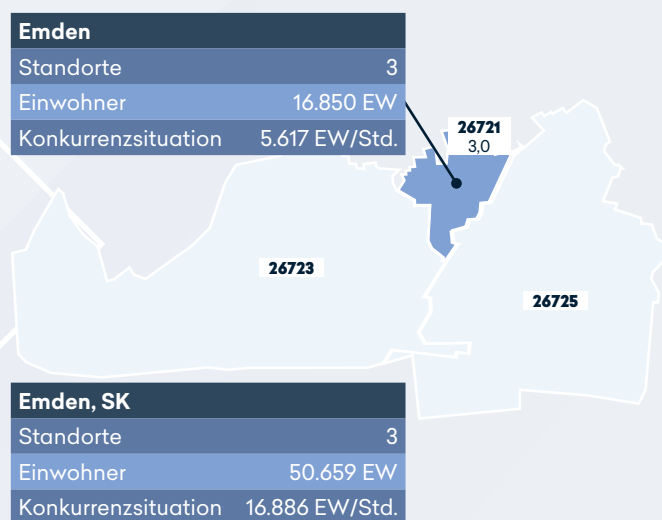 Emden
Standorte 3
Einwohner 16.850 EW
Konkurrenzsituation 5.617 EW/Std.
26721
3,0
26723
26725
Emden, SK
Standorte 3
Einwohner 50.659 EW
Konkurrenzsituation 16.886 EW/Std.